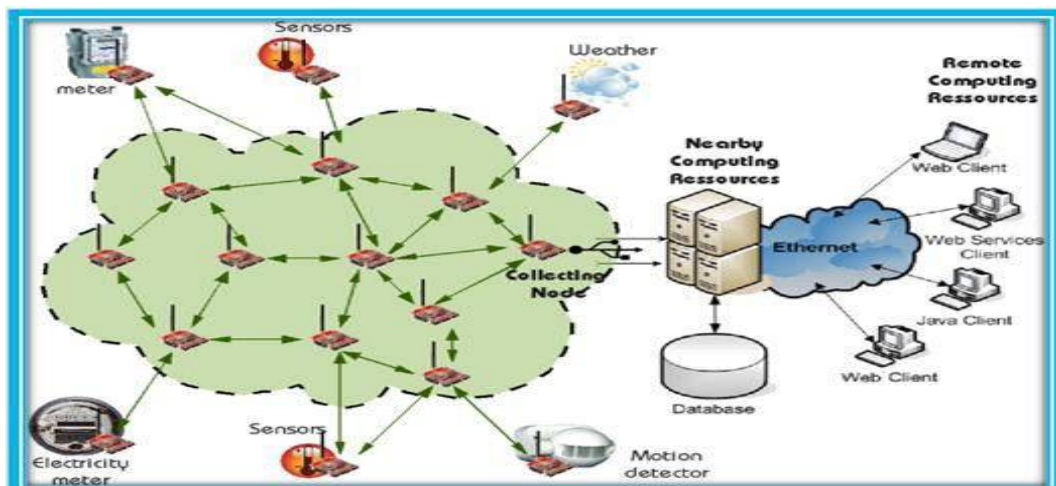 Sensors
Weather
Remote
Computing
Ressources
meter
Nearby
Computing
Ressources
Web Client
Ethernet
Web Services
Client
Collecting
Node
Java Client
Web Client
Database
Sensors
Electricity
meter
Motion
detector